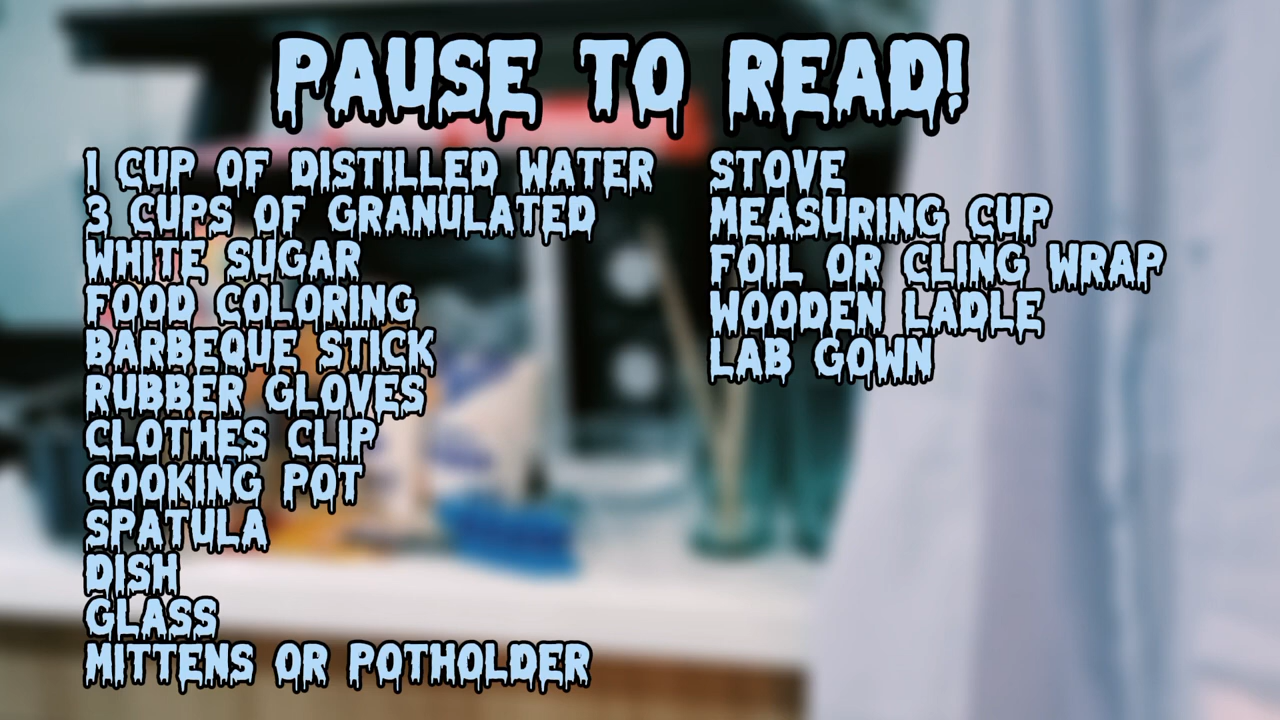 PAUSE TO READ!
1 CUP OF DISTILLED WATER
3 CUPS OF GRANULATED
WHITE SUGAR
FOOD COLORING
BARBEQUE STICK
RUBBER GLOVES
CLOTHES CLIP
COOKING POT
SPATULA
DISH
GLASS
MITTENS OR POTHOLDER
STOVE
MEASURING CUP
FOIL OR CLING WRAP
WOODEN LADLE
LAB GOWN